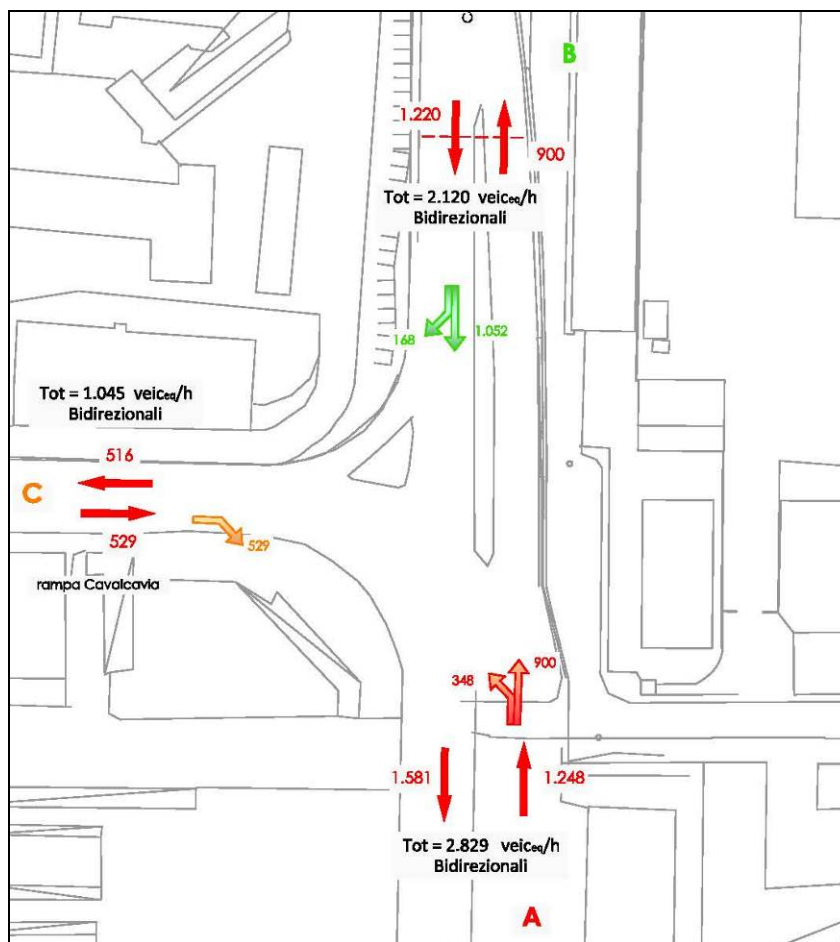 B
1.220
900
Tot = 2.120 veiceq/h
Bidirezionali
168
1.052
Tot = 1.045 veiceq/h
Bidirezionali
516
C
529
529
rampa Cavalcavia
348
900
1.581
1.248
Tot = 2.829 veiceq/h
Bidirezionali
A